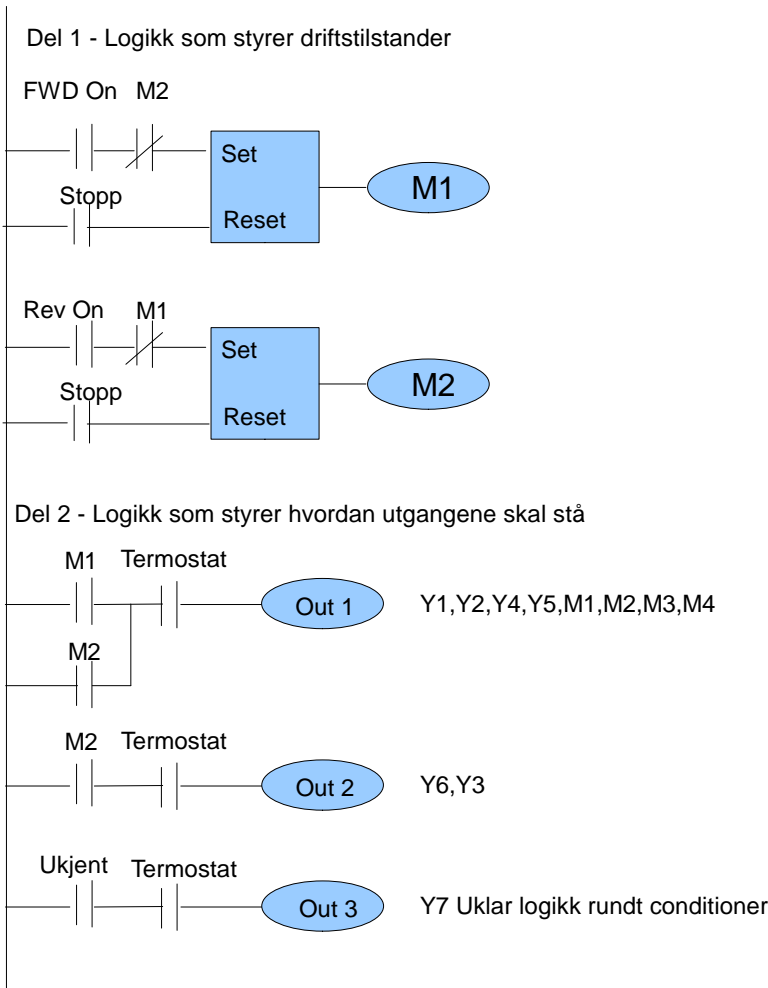 Del 1 - Logikk som styrer driftstilstander
FWD On M2
Set
M1
Stopp
Reset
Rev On M1
Set
M2
Stopp
Reset
Del 2 - Logikk som styrer hvordan utgangene skal stå
M1 Termostat
Out 1 Y1,Y2,Y4,Y5,M1,M2,M3,M4
M2
M2 Termostat
Out 2 Y6,Y3
Ukjent Termostat
Out 3 Y7 Uklar logikk rundt conditioner